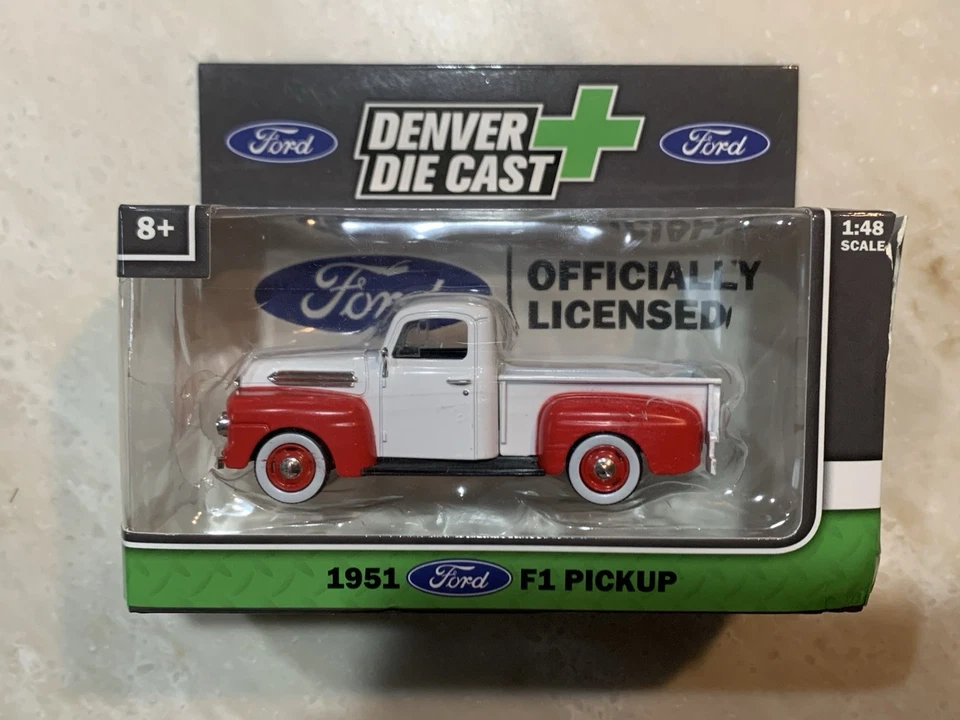 Ford
DENVER
DIE CAST
Ford
8+
1:48
SCALE
Ford
OFFICIALLY
LICENSED
1951 Ford F1 PICKUP